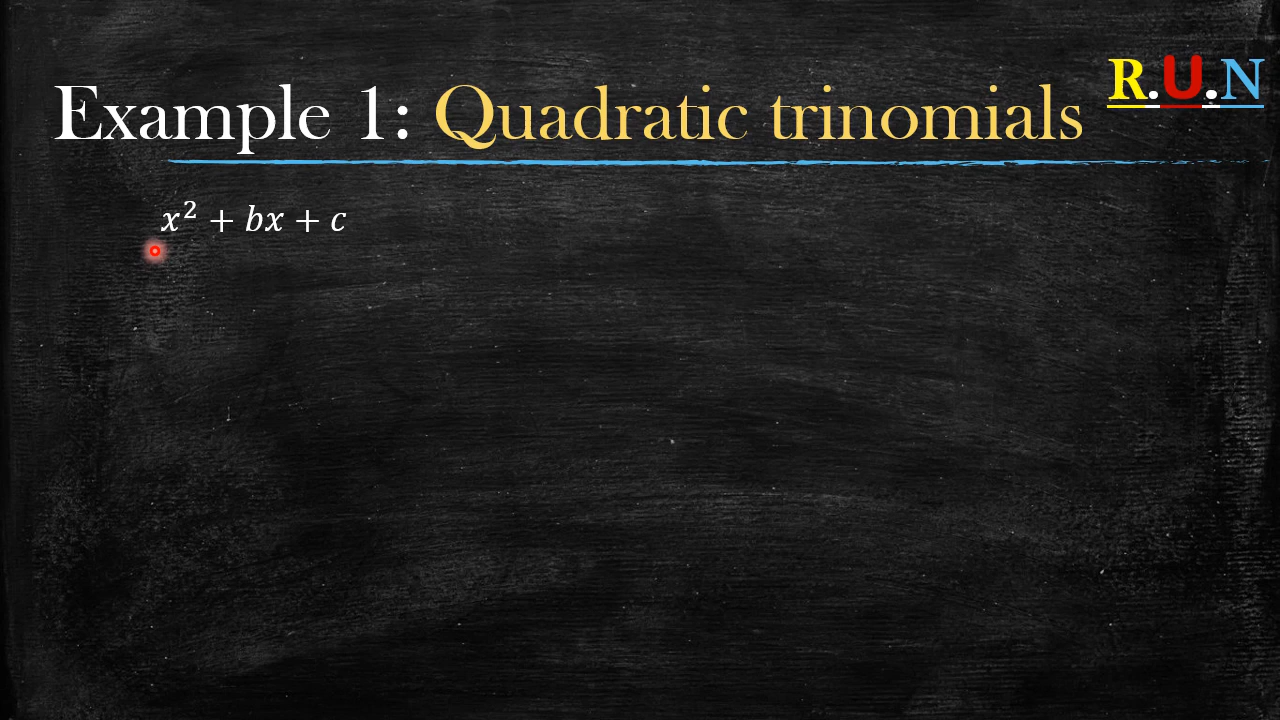 R.U.N
Example 1: Quadratic trinomials
x² + bx + c